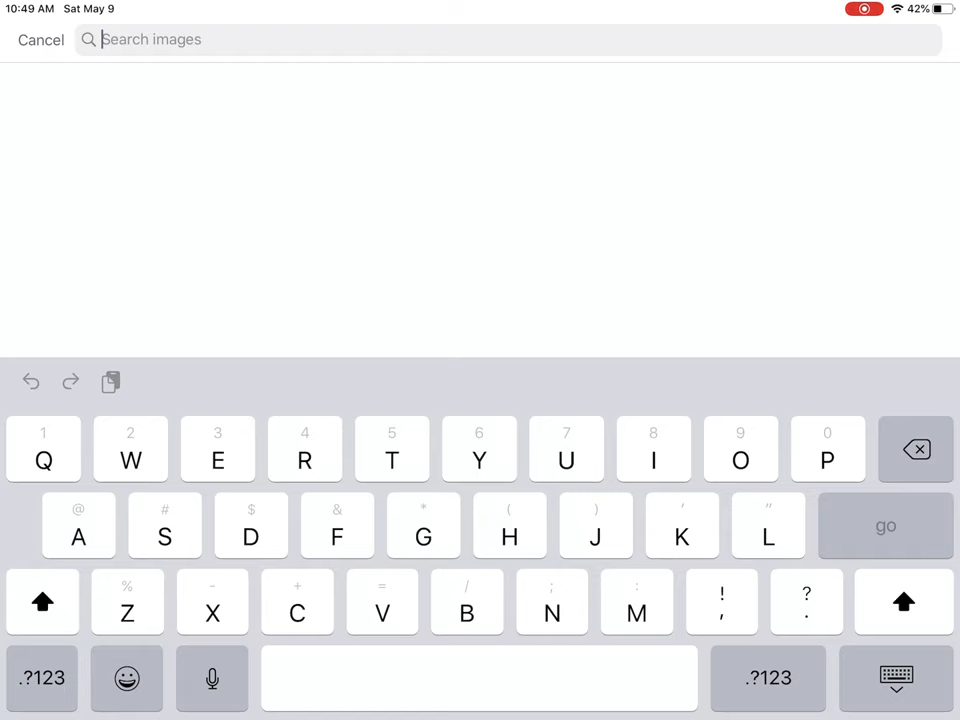 10:49 AM Sat May 9 42%
Cancel Search images
1 2 3 4 5 6 7 8 9 0
Q W E R T Y U I O P
@ # $ & * ( ) ' "
A S D F G H J K L go
% - + = / ; : ! ?
Z X C V B N M , .
.?123 .?123